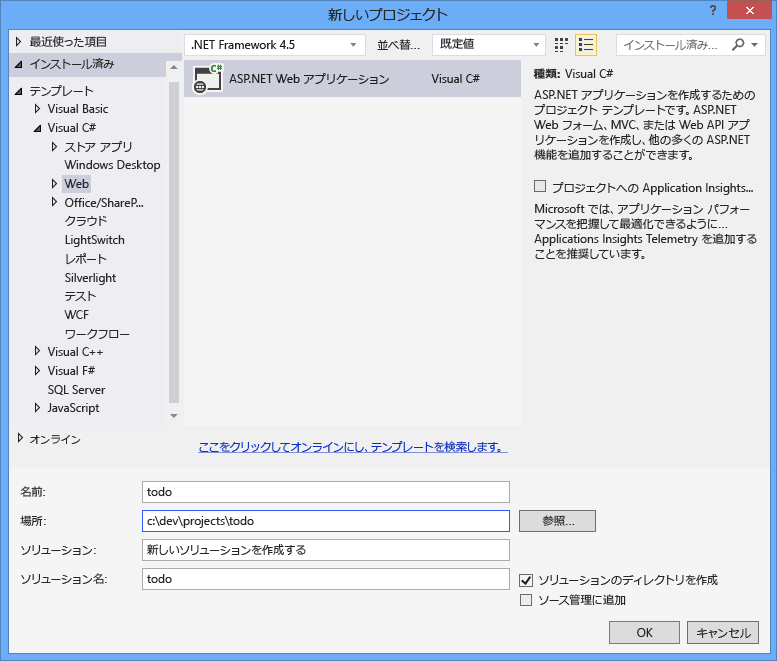 新しいプロジェクト
?
最近使った項目
インストール済み
テンプレート
Visual Basic
Visual C#
ストア アプリ
Windows Desktop
Web
Office/ShareP...
クラウド
LightSwitch
レポート
Silverlight
テスト
WCF
ワークフロー
Visual C++
Visual F#
SQL Server
JavaScript
オンライン
.NET Framework 4.5
並べ替...
既定値
インストール済み...
C#
ASP.NET Web アプリケーション Visual C#
ここをクリックしてオンラインにし、テンプレートを検索します。
種類: Visual C#
ASP.NET アプリケーションを作成するための
プロジェクト テンプレートです。ASP.NET
Web フォーム、MVC、または Web API アプ
リケーションを作成し、他の多くの ASP.NET
機能を追加することができます。
プロジェクトへの Application Insights...
Microsoft では、アプリケーション パフォー
マンスを把握して最適化できるように...
Applications Insights Telemetry を追加する
ことを推奨しています。
名前: todo
場所: c:\dev\projects\todo 参照...
ソリューション: 新しいソリューションを作成する
ソリューション名: todo
ソリューションのディレクトリを作成
ソース管理に追加
OK キャンセル